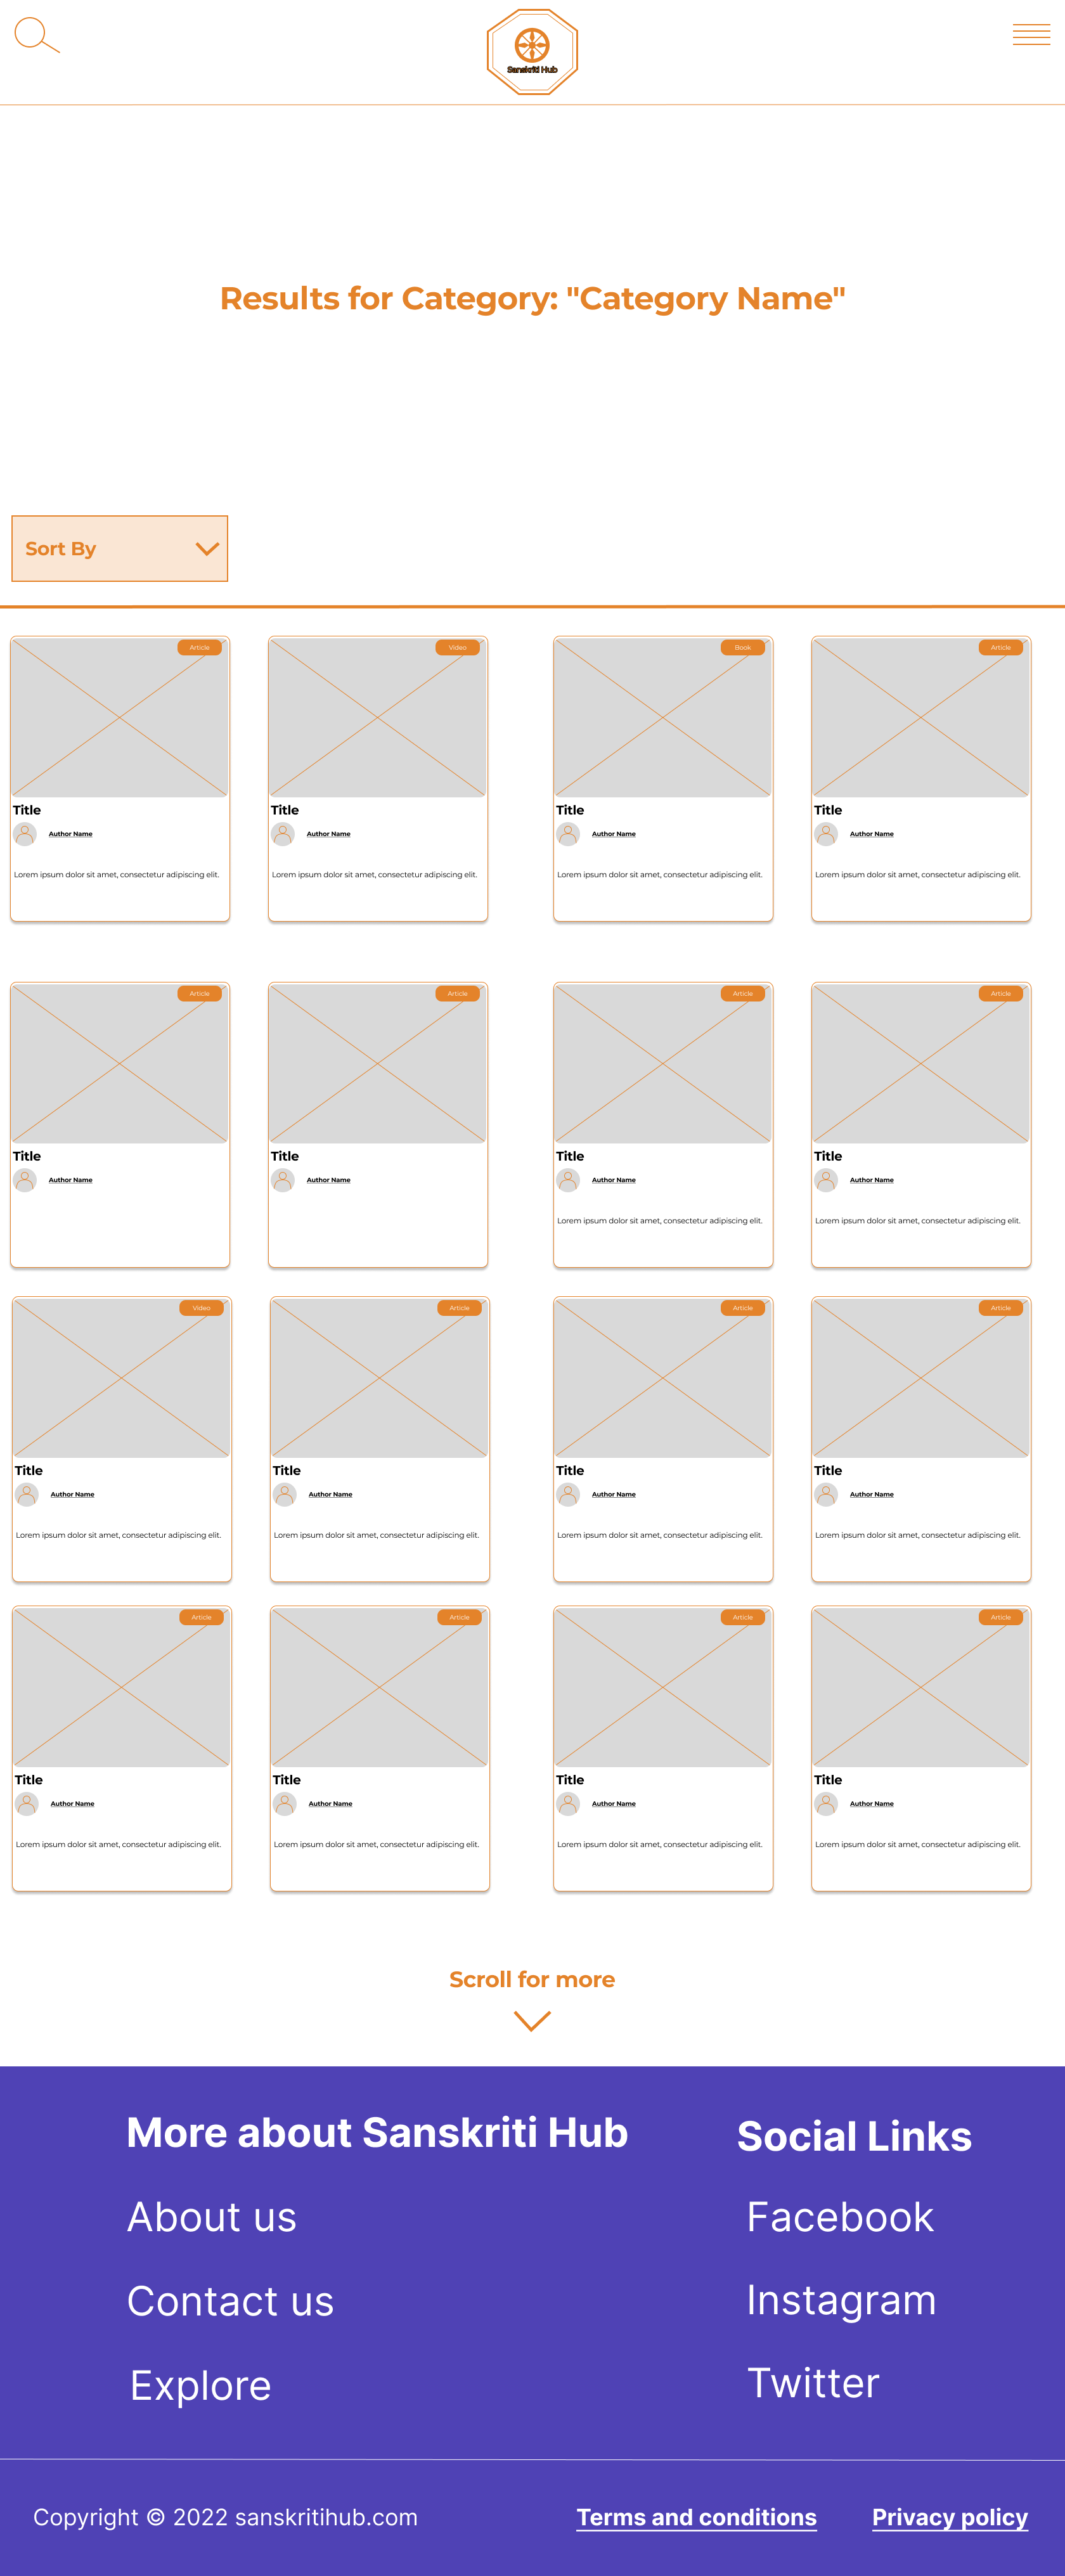 Sanskriti Hub
Results for Category: "Category Name"
Sort By
Article
Video
Book
Article
Title
Title
Title
Title
Author Name
Author Name
Author Name
Author Name
Lorem ipsum dolor sit amet, consectetur adipiscing elit.
Lorem ipsum dolor sit amet, consectetur adipiscing elit.
Lorem ipsum dolor sit amet, consectetur adipiscing elit.
Lorem ipsum dolor sit amet, consectetur adipiscing elit.
Article
Article
Article
Article
Title
Title
Title
Title
Author Name
Author Name
Author Name
Author Name
Lorem ipsum dolor sit amet, consectetur adipiscing elit.
Lorem ipsum dolor sit amet, consectetur adipiscing elit.
Video
Article
Article
Article
Title
Title
Title
Title
Author Name
Author Name
Author Name
Author Name
Lorem ipsum dolor sit amet, consectetur adipiscing elit.
Lorem ipsum dolor sit amet, consectetur adipiscing elit.
Lorem ipsum dolor sit amet, consectetur adipiscing elit.
Lorem ipsum dolor sit amet, consectetur adipiscing elit.
Article
Article
Article
Article
Title
Title
Title
Title
Author Name
Author Name
Author Name
Author Name
Lorem ipsum dolor sit amet, consectetur adipiscing elit.
Lorem ipsum dolor sit amet, consectetur adipiscing elit.
Lorem ipsum dolor sit amet, consectetur adipiscing elit.
Lorem ipsum dolor sit amet, consectetur adipiscing elit.
Scroll for more
More about Sanskriti Hub
About us
Contact us
Explore
Social Links
Facebook
Instagram
Twitter
Copyright © 2022 sanskritihub.com
Terms and conditions
Privacy policy